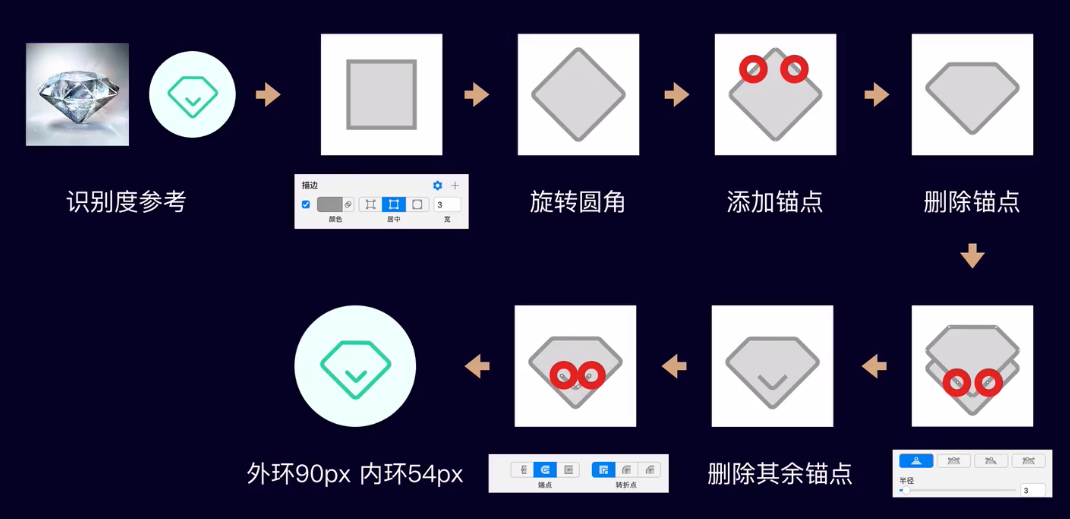 识别度参考
描边
3
颜色
居中
宽
旋转圆角
添加锚点
删除锚点
外环90px 内环54px
端点
转折点
删除其余锚点
半径
3